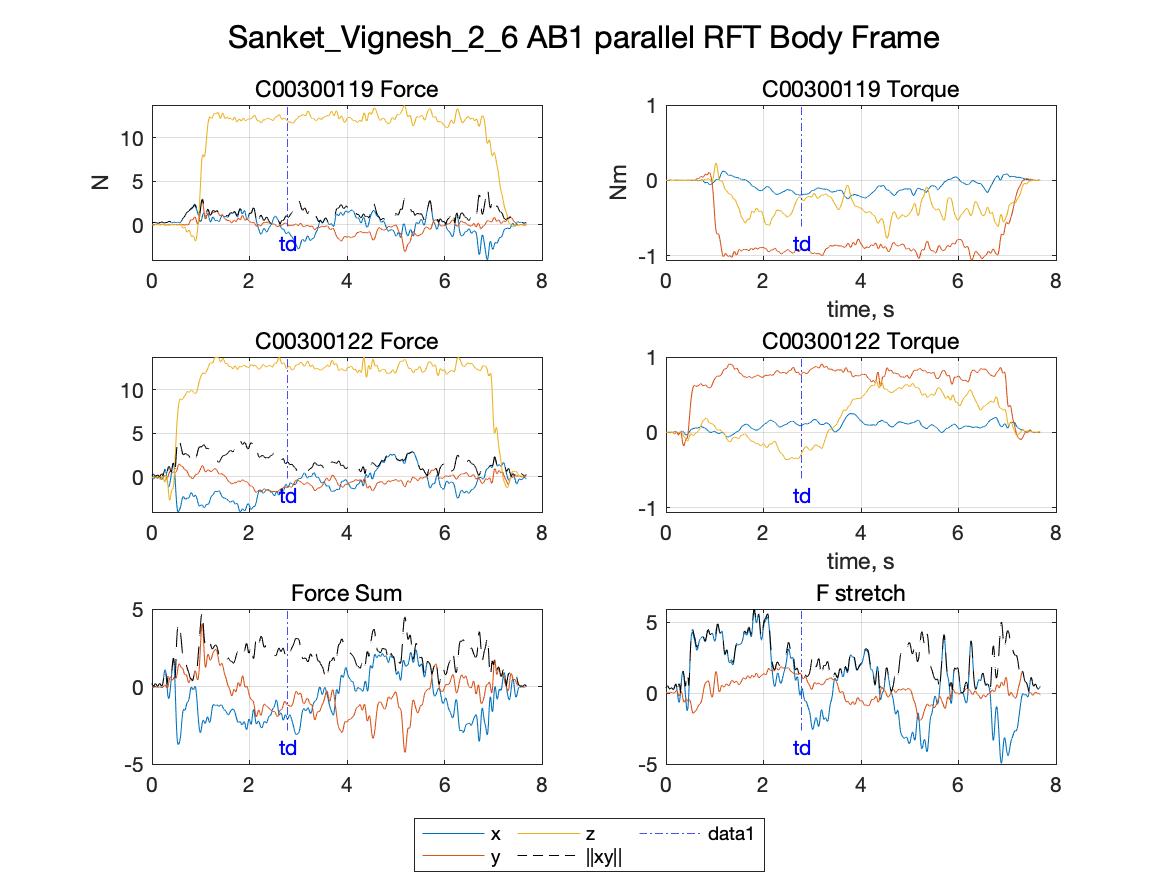 Sanket_Vignesh_2_6 AB1 parallel RFT Body Frame
C00300119 Force
N
10
5
0
td
0 2 4 6 8
C00300119 Torque
Nm
1
0
-1
td
0 2 4 6 8
time, s
C00300122 Force
10
5
0
td
0 2 4 6 8
C00300122 Torque
1
0
-1
td
0 2 4 6 8
time, s
Force Sum
5
0
-5
td
0 2 4 6 8
F stretch
5
0
-5
td
0 2 4 6 8
x z data1
y ||xy||